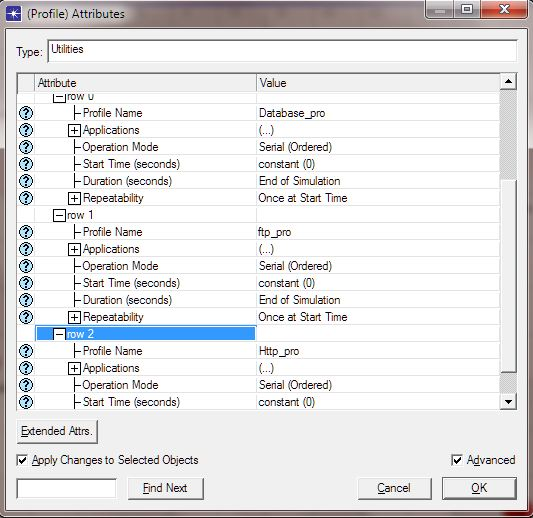 (Profile) Attributes
Type: Utilities
Attribute Value
row 0
Profile Name Database_pro
Applications (...)
Operation Mode Serial (Ordered)
Start Time (seconds) constant (0)
Duration (seconds) End of Simulation
Repeatability Once at Start Time
row 1
Profile Name ftp_pro
Applications (...)
Operation Mode Serial (Ordered)
Start Time (seconds) constant (0)
Duration (seconds) End of Simulation
Repeatability Once at Start Time
row 2
Profile Name Http_pro
Applications (...)
Operation Mode Serial (Ordered)
Start Time (seconds) constant (0)
Extended Attrs.
Apply Changes to Selected Objects Advanced
Find Next Cancel OK